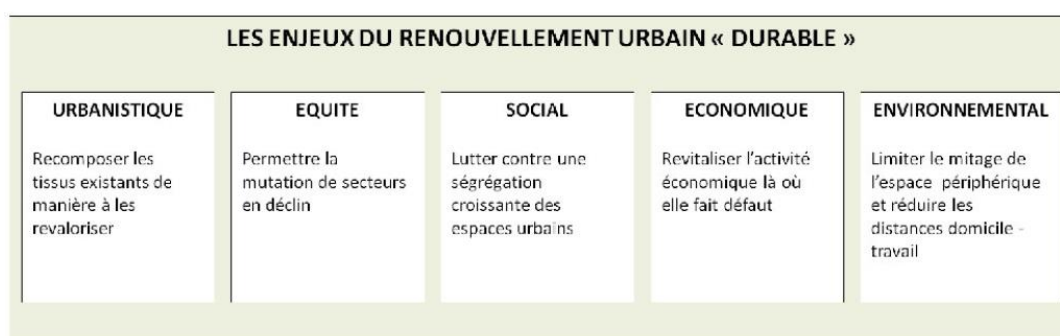 LES ENJEUX DU RENOUVELLEMENT URBAIN « DURABLE »
URBANISTIQUE
Recomposer les
tissus existants de
manière à les
revaloriser
EQUITE
Permettre la
mutation de secteurs
en déclin
SOCIAL
Lutter contre une
ségrégation
croissante des
espaces urbains
ECONOMIQUE
Revitaliser l'activité
économique là où
elle fait défaut
ENVIRONNEMENTAL
Limiter le mitage de
l'espace périphérique
et réduire les
distances domicile -
travail